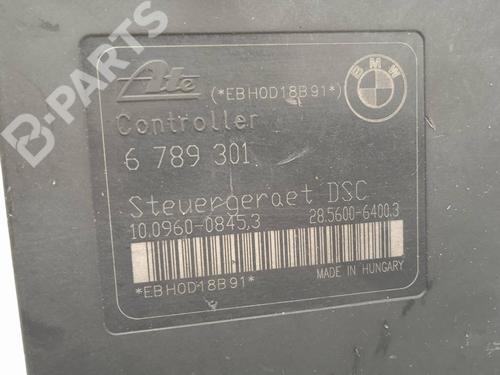 B-PARTS
Ate (*EBH0D18B91*) BMW
Controller
6 789 301
Steuergeraet DSC
10.0960-0845.3 28.5600-6400.3
*EBH0D18B91* MADE IN HUNGARY